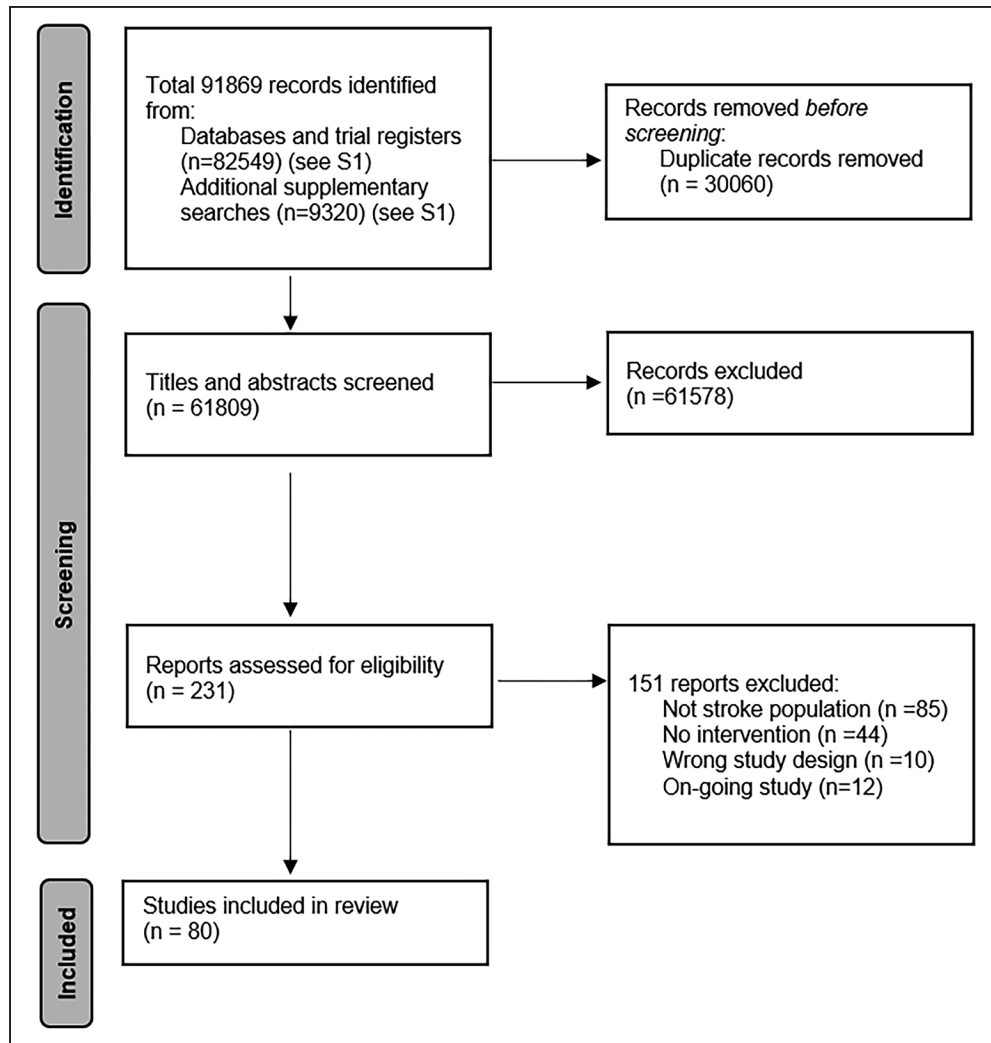 Identification
Total 91869 records identified
from:
Databases and trial registers
(n=82549) (see S1)
Additional supplementary
searches (n=9320) (see S1)
Records removed before
screening:
Duplicate records removed
(n = 30060)
Screening
Titles and abstracts screened
(n = 61809)
Records excluded
(n =61578)
Reports assessed for eligibility
(n = 231)
151 reports excluded:
Not stroke population (n =85)
No intervention (n =44)
Wrong study design (n =10)
On-going study (n=12)
Included
Studies included in review
(n = 80)